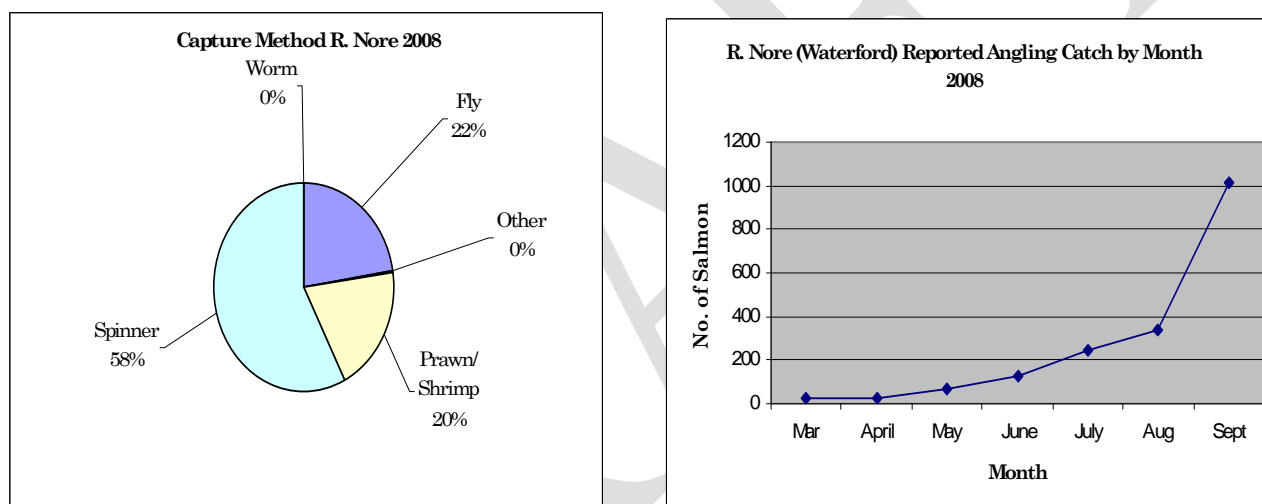 Capture Method R. Nore 2008
Worm
0%
Fly
22%
Other
0%
Spinner
58%
Prawn/
Shrimp
20%
R. Nore (Waterford) Reported Angling Catch by Month
2008
No. of Salmon
1200
1000
800
600
400
200
0
Mar April May June July Aug Sept
Month